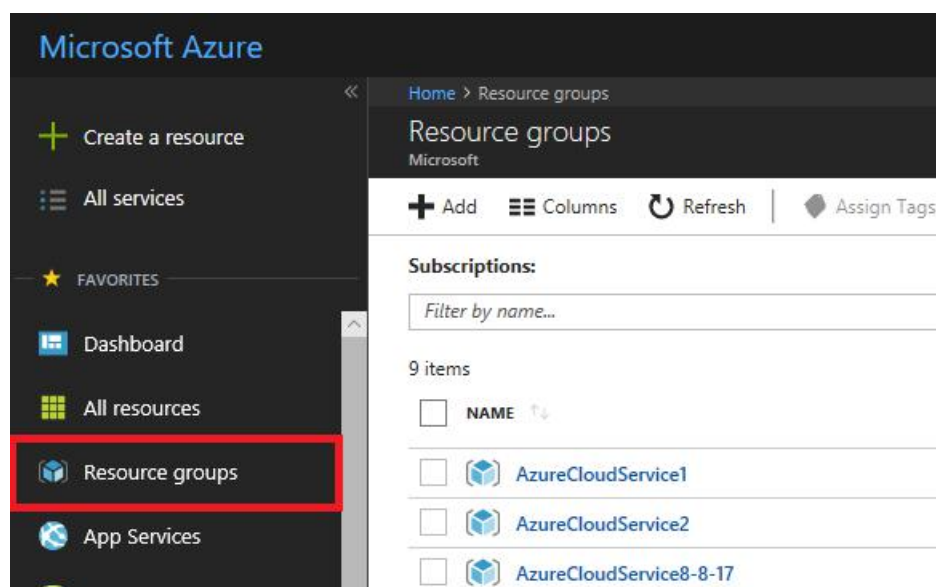 Microsoft Azure
Create a resource
All services
FAVORITES
Dashboard
All resources
Resource groups
App Services
Home > Resource groups
Resource groups
Microsoft
Add Columns Refresh Assign Tags
Subscriptions:
Filter by name...
9 items
NAME
AzureCloudService1
AzureCloudService2
AzureCloudService8-8-17